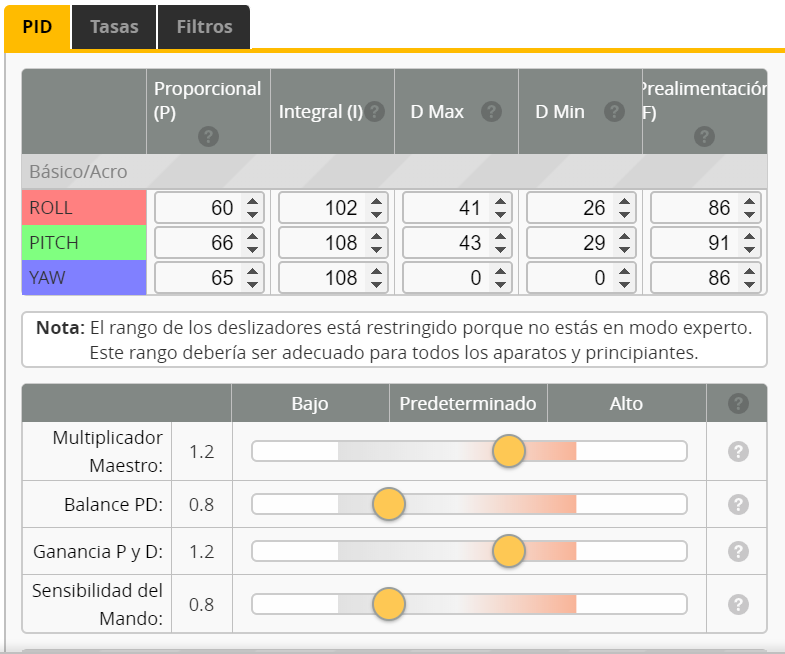 PID Tasas Filtros
Proporcional (P) ? Integral (I) ? D Max ? D Min ? Prealimentación F) ?
Básico/Acro
ROLL 60 102 41 26 86
PITCH 66 108 43 29 91
YAW 65 108 0 0 86
Nota: El rango de los deslizadores está restringido porque no estás en modo experto.
Este rango debería ser adecuado para todos los aparatos y principiantes.
Bajo Predeterminado Alto ?
Multiplicador Maestro: 1.2 ?
Balance PD: 0.8 ?
Ganancia P y D: 1.2 ?
Sensibilidad del Mando: 0.8 ?